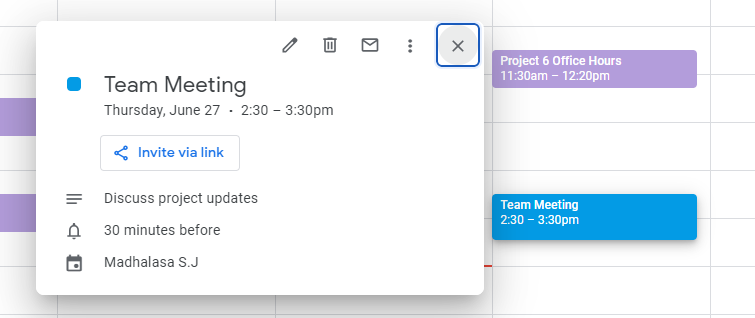 Team Meeting
Thursday, June 27 • 2:30 – 3:30pm
Invite via link
Discuss project updates
30 minutes before
Madhalasa S.J
Project 6 Office Hours
11:30am – 12:20pm
Team Meeting
2:30 – 3:30pm